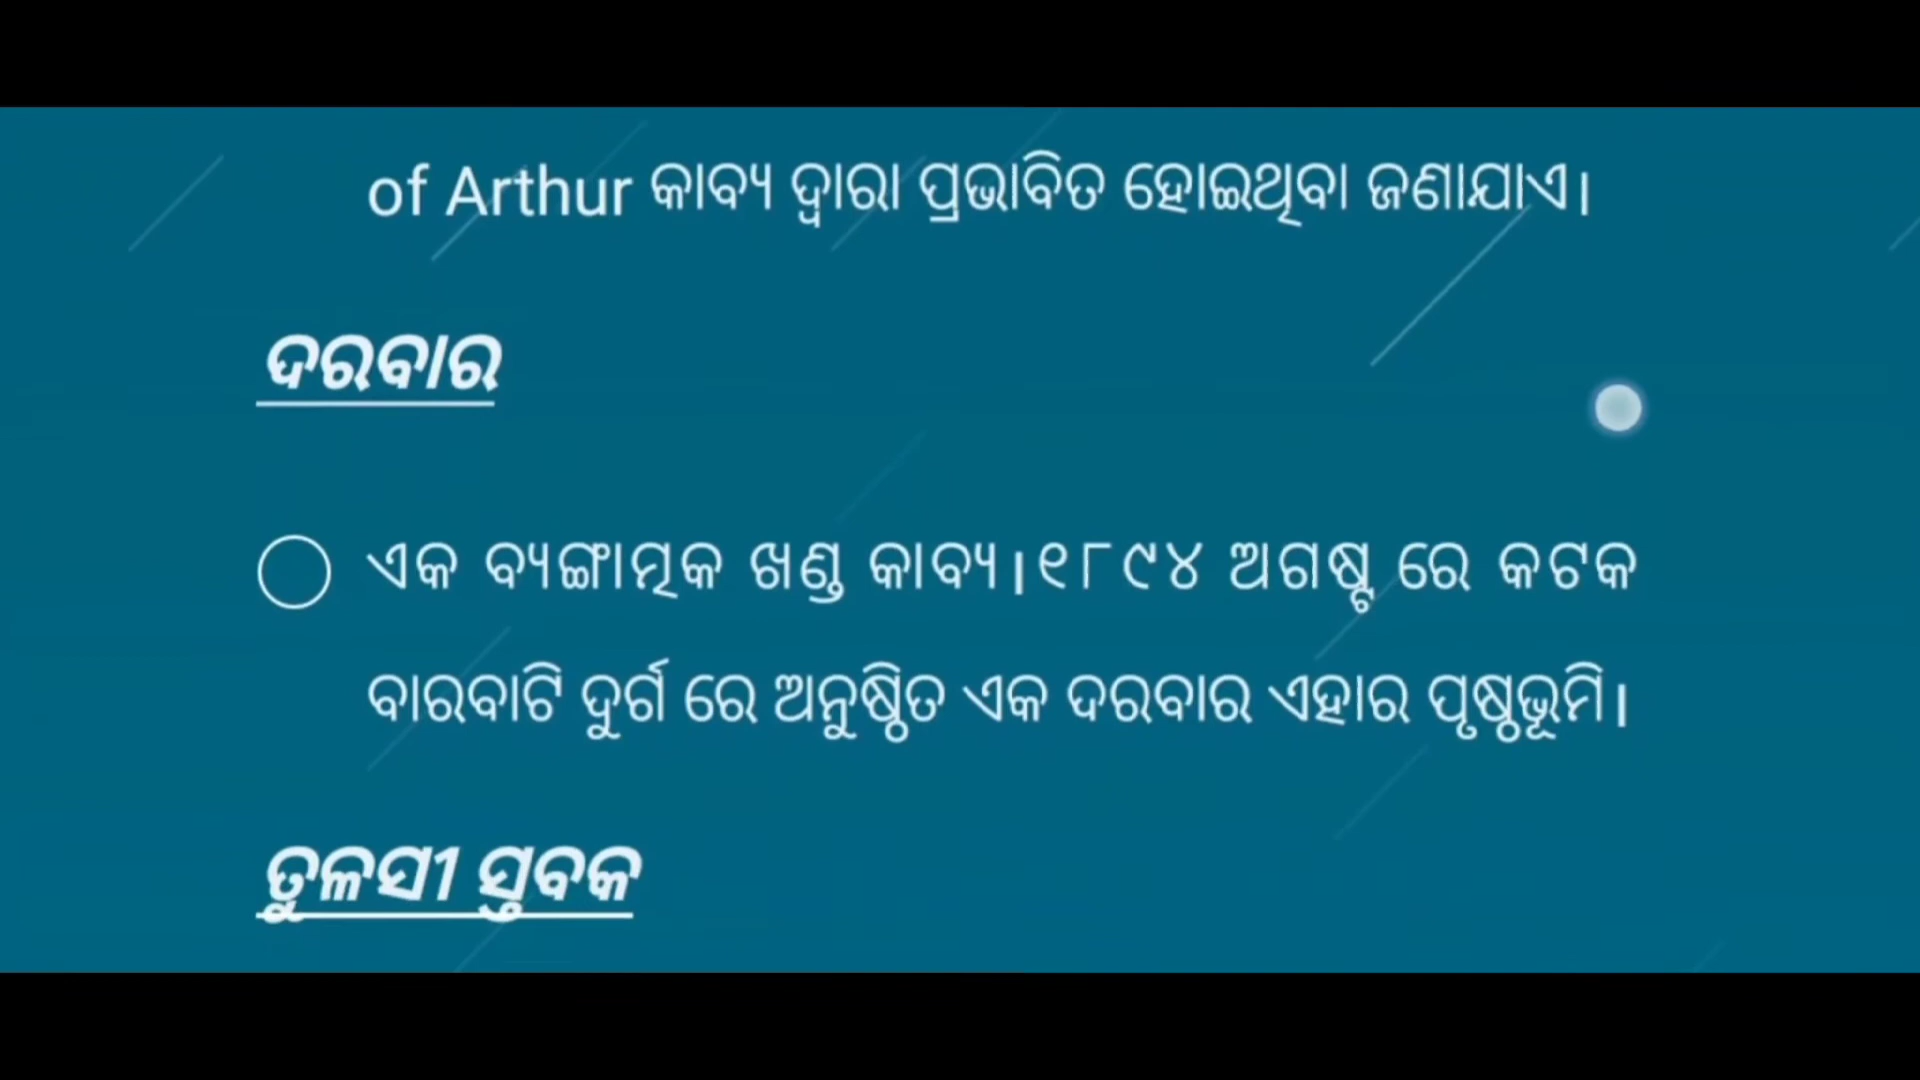 of Arthur କାବ୍ୟ ଦ୍ୱାରା ପ୍ରଭାବିତ ହୋଇଥିବା ଜଣାଯାଏ।
ଦରବାର
ଏକ ବ୍ୟଙ୍ଗାତ୍ମକ ଖଣ୍ଡ କାବ୍ୟ।୧୮୯୪ ଅଗଷ୍ଟ ରେ କଟକ
ବାରବାଟି ଦୁର୍ଗ ରେ ଅନୁଷ୍ଠିତ ଏକ ଦରବାର ଏହାର ପୃଷ୍ଠଭୂମି।
ତୁଳସୀ ସ୍ତବକ